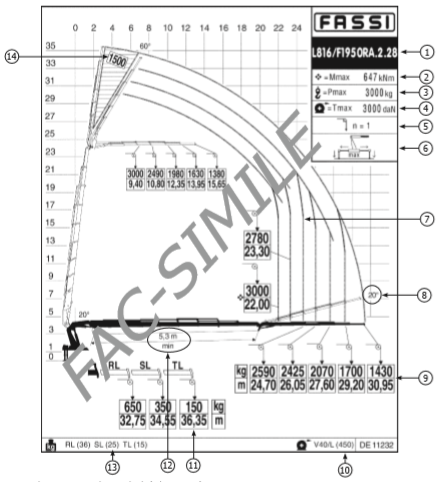 0 2 4 6 8 10 12 14 16 18 20 22 24 26 28 30
FASSI
L816/F1950RA.2.28
1
=Mmax 647 kNm
2
=Pmax 3000 kg
3
=Tmax 3000 daN
4
n = 1
5
max
6
14
1500
60°
35
33
31
29
27
25
23
21
19
17
15
13
11
9
7
5
3
1
0
3000 2490 1980 1630 1380
9,40 10,80 12,35 13,95 15,65
FAC-SIMILE
7
2780
23,30
3000
22,00
20°
8
20°
5,3 m
min
kg 2590 2425 2070 1700 1430
m 24,70 26,05 27,60 29,20 30,95
9
RL SL TL
650 350 150 kg
32,75 34,55 36,35 m
RL (36) SL (25) TL (15)
V40/L (450) DE 11232
13
12
11
10